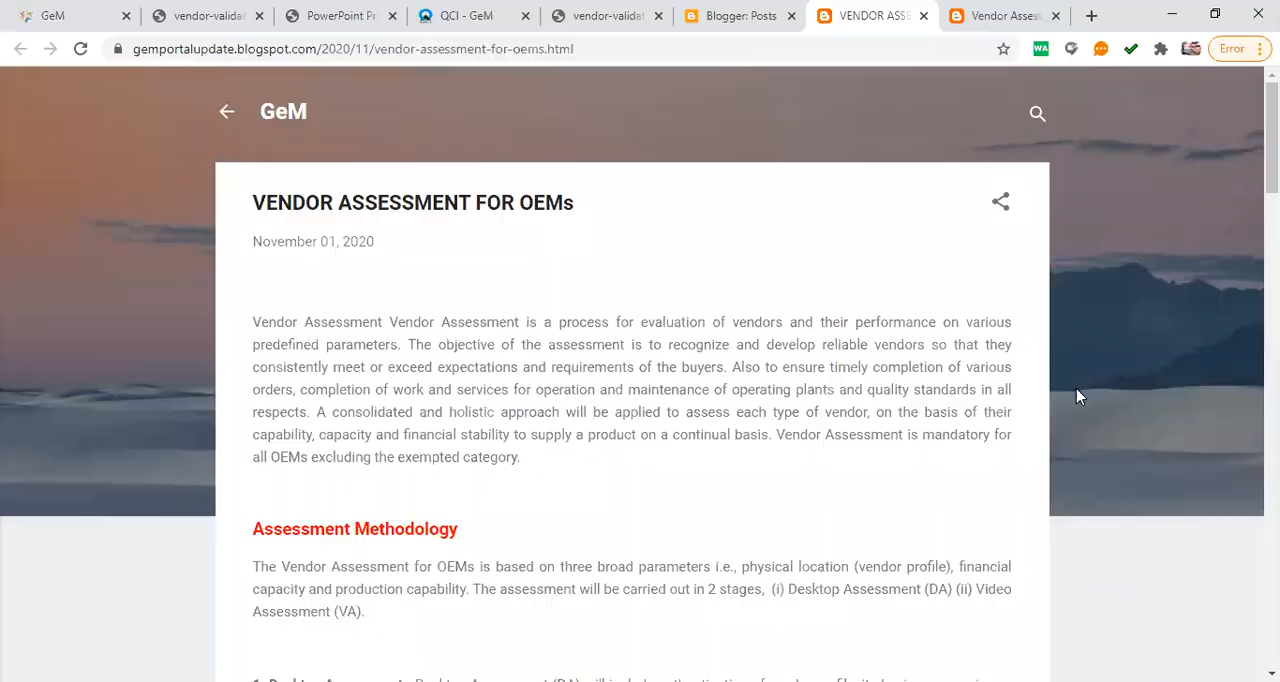 GeM vendor-valida PowerPoint Pr QCI - GeM vendor-validat Blogger: Posts VENDOR ASSE Vendor Assess
gemportalupdate.blogspot.com/2020/11/vendor-assessment-for-oems.html WA Error
GeM
VENDOR ASSESSMENT FOR OEMs
November 01, 2020
Vendor Assessment Vendor Assessment is a process for evaluation of vendors and their performance on various
predefined parameters. The objective of the assessment is to recognize and develop reliable vendors so that they
consistently meet or exceed expectations and requirements of the buyers. Also to ensure timely completion of various
orders, completion of work and services for operation and maintenance of operating plants and quality standards in all
respects. A consolidated and holistic approach will be applied to assess each type of vendor, on the basis of their
capability, capacity and financial stability to supply a product on a continual basis. Vendor Assessment is mandatory for
all OEMs excluding the exempted category.
Assessment Methodology
The Vendor Assessment for OEMs is based on three broad parameters i.e., physical location (vendor profile), financial
capacity and production capability. The assessment will be carried out in 2 stages, (i) Desktop Assessment (DA) (ii) Video
Assessment (VA).